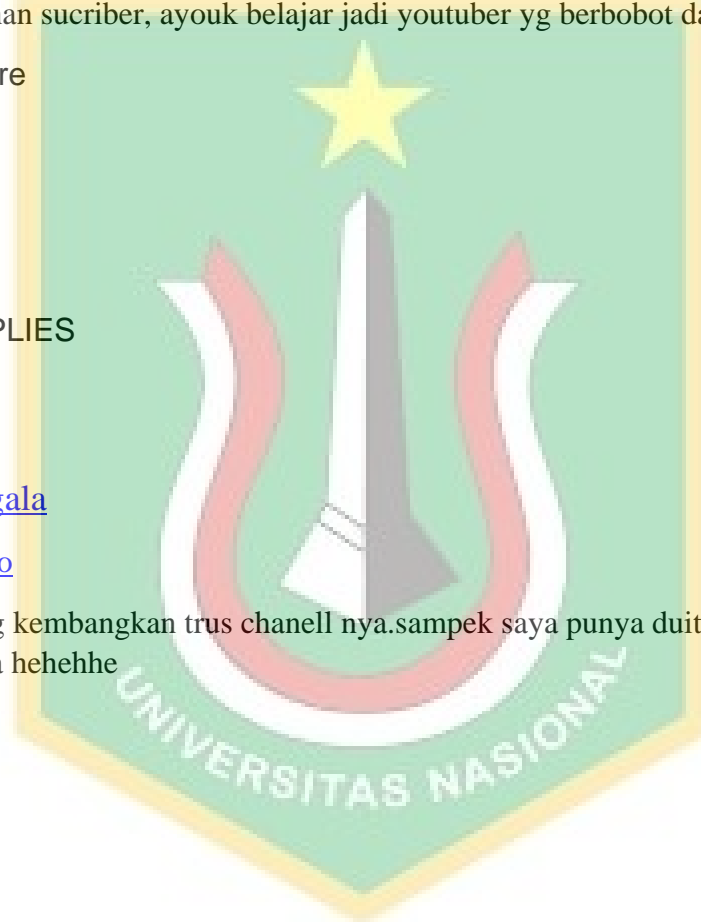 an sucriber, ayouk belajar jadi youtuber yg berbobot da
re
PLIES
gala
o
g kembangkan trus chanell nya.sampek saya punya duit
a hehehhe
UNIVERSITAS NASIONAL